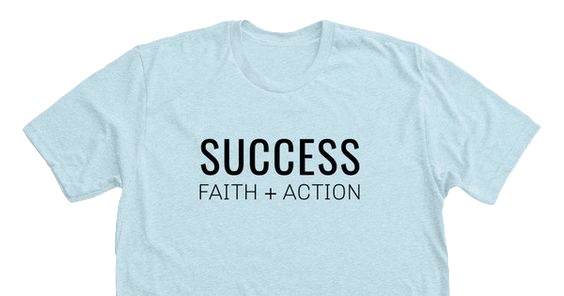 SUCCESS
FAITH + ACTION